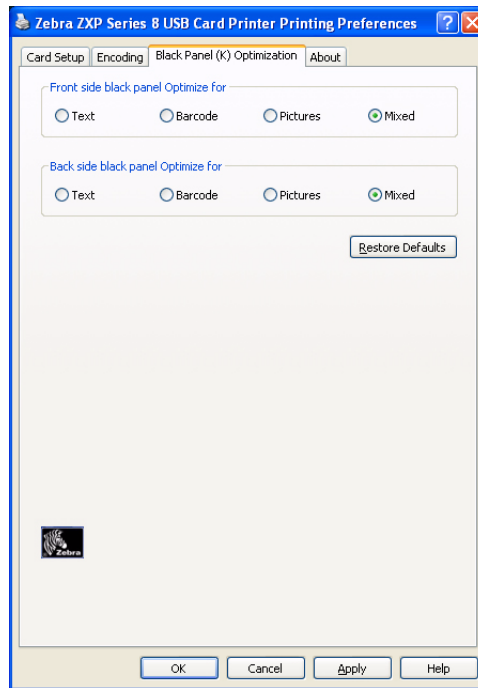 Zebra ZXP Series 8 USB Card Printer Printing Preferences
Card Setup Encoding Black Panel (K) Optimization About
Front side black panel Optimize for
Text Barcode Pictures Mixed
Back side black panel Optimize for
Text Barcode Pictures Mixed
Restore Defaults
Zebra
OK Cancel Apply Help